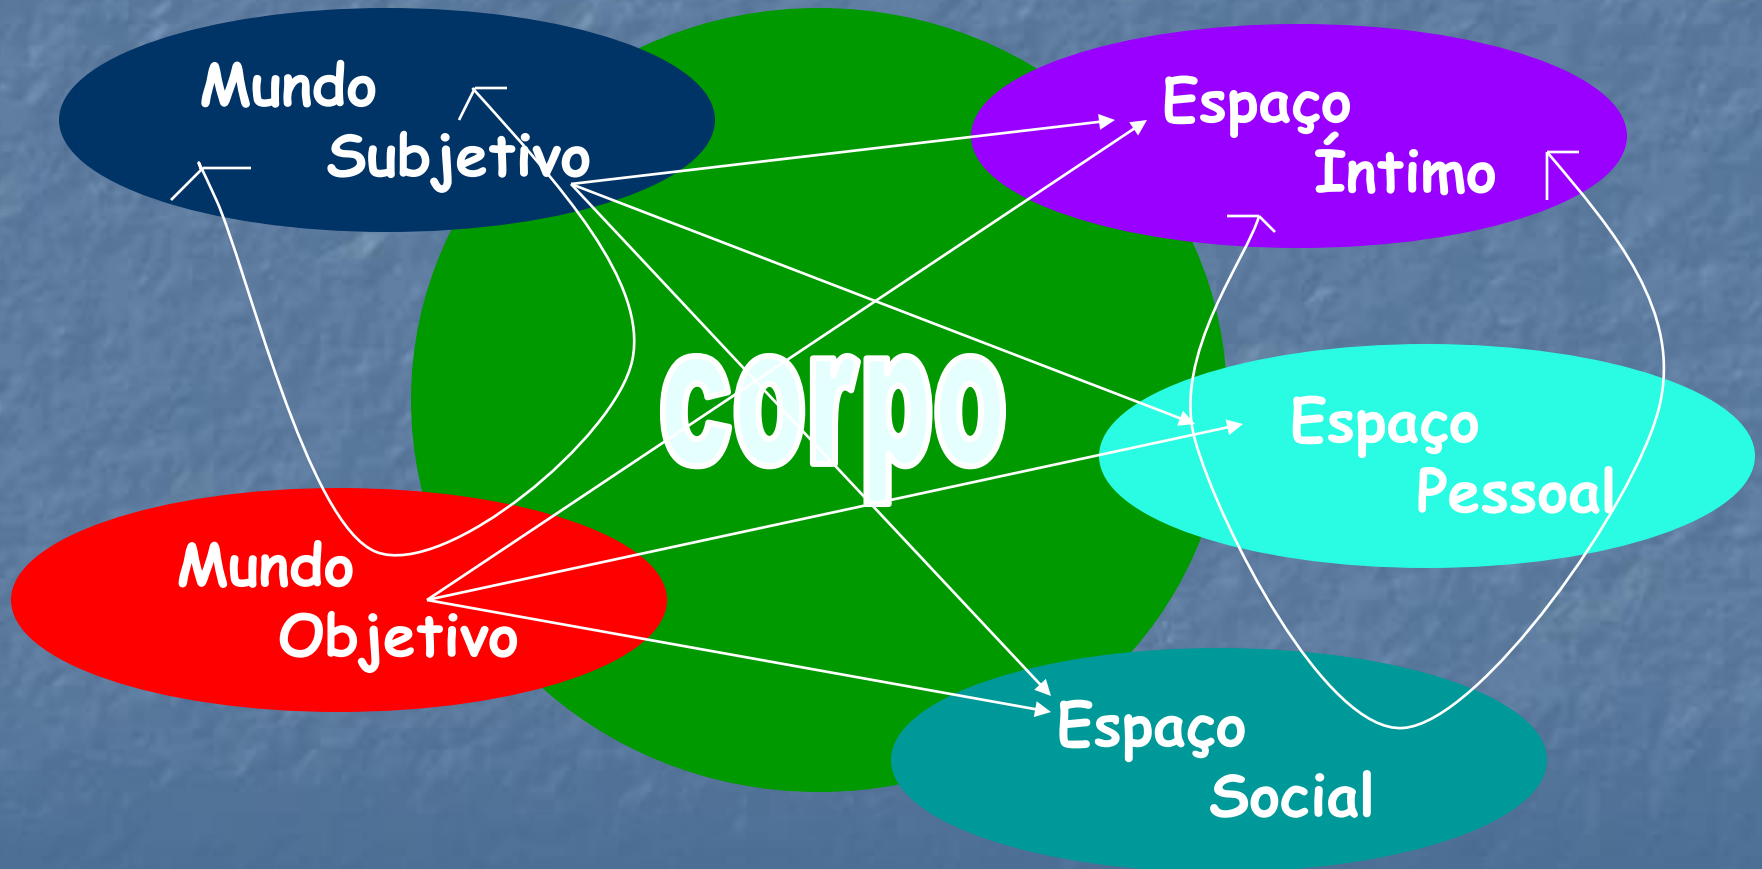 Mundo
Subjetivo
Espaço
Íntimo
corpo
Espaço
Pessoal
Mundo
Objetivo
Espaço
Social